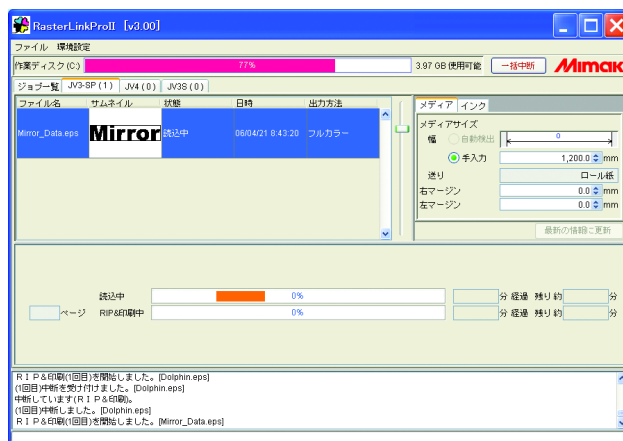 RasterLinkProII [v3.00]
ファイル 環境設定
作業ディスク(C:) 77% 3.97 GB 使用可能 一括中断 Mimaki
ジョブ一覧 JV3-SP(1) JV4(0) JV3S(0)
ファイル名 サムネイル 状態 日時 出力方法
Mirror_Data.eps Mirror 読込中 06/04/21 8:43:20 フルカラー
メディア インク
メディアサイズ
幅 自動検出 0
手入力 1,200.0 mm
送り ロール紙
右マージン 0.0 mm
左マージン 0.0 mm
最新の情報に更新
読込中 0% 分 経過 残り約 分
ページ RIP&印刷中 0% 分 経過 残り約 分
ＲＩＰ＆印刷(1回目)を開始しました。[Dolphin.eps]
(1回目)中断を受け付けました。[Dolphin.eps]
中断しています(ＲＩＰ＆印刷)。
(1回目)中断しました。[Dolphin.eps]
ＲＩＰ＆印刷(1回目)を開始しました。[Mirror_Data.eps]